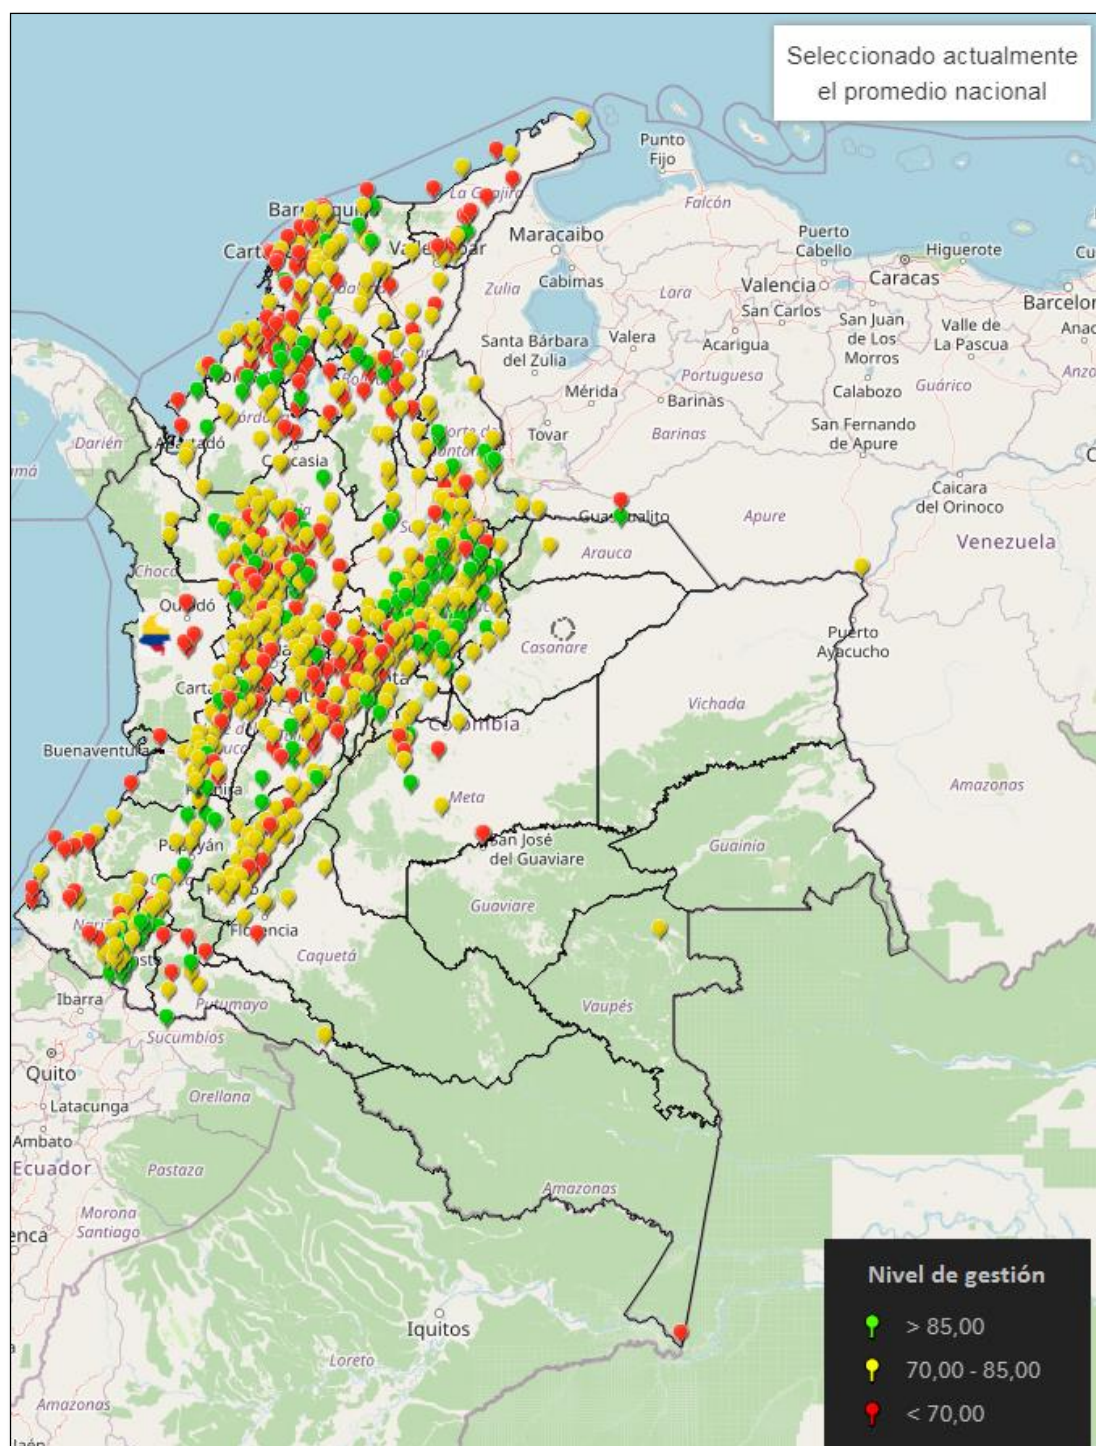 Seleccionado actualmente
el promedio nacional
Punto
Fijo
La Guajira
Falcón
Maracaibo
Puerto
Cabello
Higuerote
Caracas
Cabimas
Zulia
Lara
Valencia
San Carlos
San Juan
de Los
Morros
Valle de
La Pascua
Santa Bárbara
del Zulia
Valera
Acarigua
Portuguesa
Calabozo
Guárico
Mérida
Barinas
San Fernando
de Apure
Darién
Tovar
Barinas
Caicara
del Orinoco
Apure
Venezuela
Arauca
Chocó
Quibdó
Casanare
Puerto
Ayacucho
Vichada
Buenaventura
Colombia
Meta
Amazonas
Popayán
San José
del Guaviare
Guainía
Guaviare
Florencia
Caquetá
Ibarra
Putumayo
Vaupés
Sucumbíos
Quito
Orellana
Latacunga
Ambato
Ecuador
Pastaza
Amazonas
Morona
Santiago
Iquitos
Loreto
Amazonas
Nivel de gestión
> 85,00
70,00 - 85,00
< 70,00